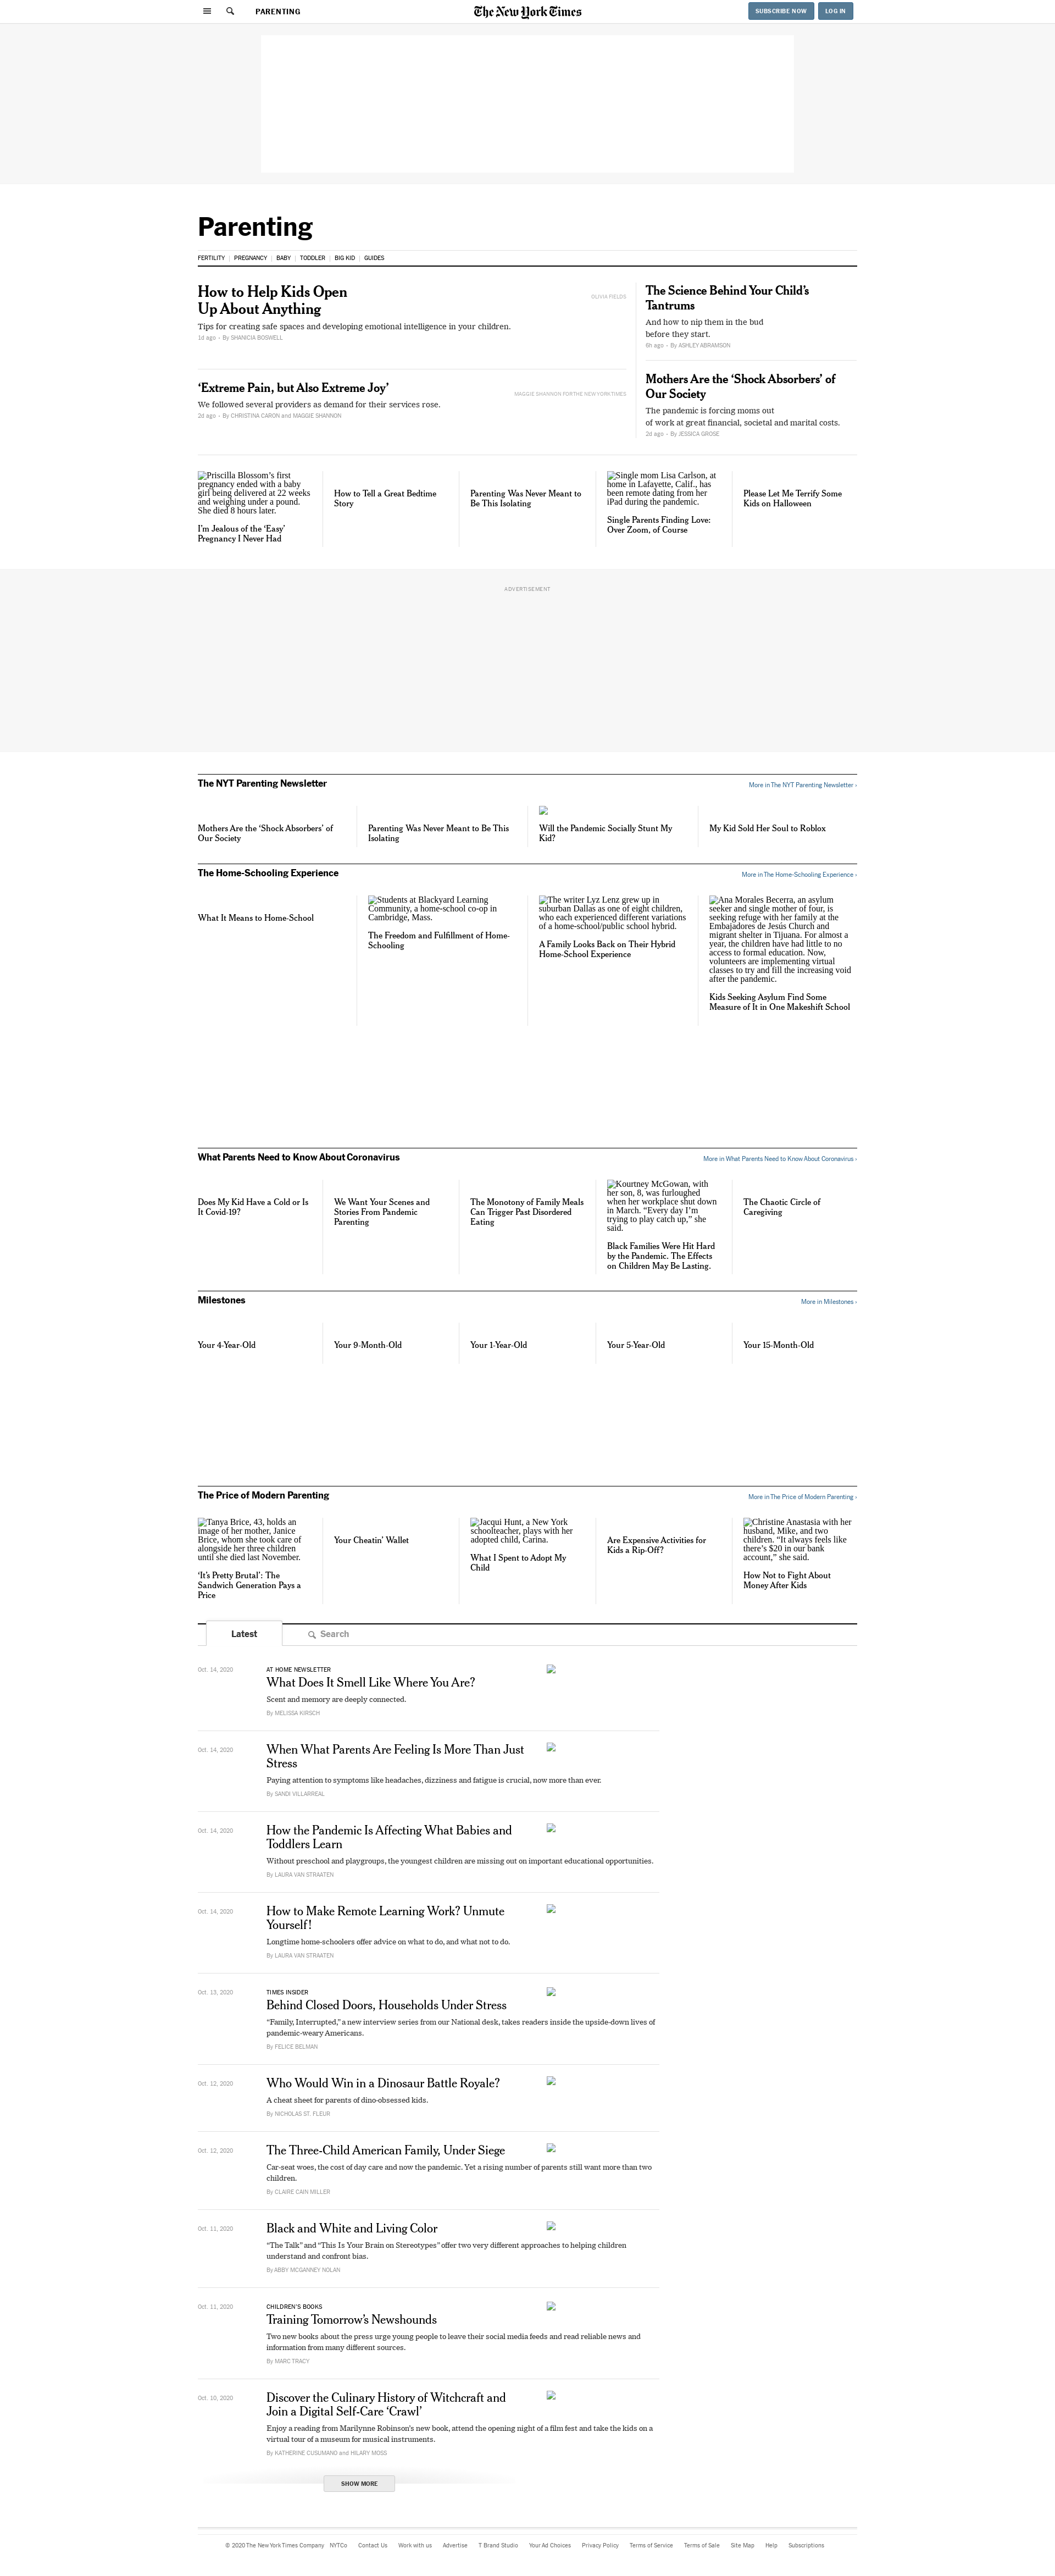 PARENTING
The New York Times
SUBSCRIBE NOW
LOG IN
Parenting
FERTILITY
PREGNANCY
BABY
TODDLER
BIG KID
GUIDES
How to Help Kids Open
Up About Anything
Tips for creating safe spaces and developing emotional intelligence in your children.
1d ago – By SHANICIA BOSWELL
OLIVIA FIELDS
‘Extreme Pain, but Also Extreme Joy’
We followed several providers as demand for their services rose.
2d ago – By CHRISTINA CARON and MAGGIE SHANNON
MAGGIE SHANNON FOR THE NEW YORK TIMES
The Science Behind Your Child’s
Tantrums
And how to nip them in the bud
before they start.
6h ago – By ASHLEY ABRAMSON
Mothers Are the ‘Shock Absorbers’ of
Our Society
The pandemic is forcing moms out
of work at great financial, societal and marital costs.
2d ago – By JESSICA GROSE
Priscilla Blossom’s first
pregnancy ended with a baby
girl being delivered at 22 weeks
and weighing under a pound.
She died 8 hours later.
I’m Jealous of the ‘Easy’
Pregnancy I Never Had
How to Tell a Great Bedtime
Story
Parenting Was Never Meant to
Be This Isolating
Single mom Lisa Carlson, at
home in Lafayette, Calif., has
been remote dating from her
iPad during the pandemic.
Single Parents Finding Love:
Over Zoom, of Course
Please Let Me Terrify Some
Kids on Halloween
ADVERTISEMENT
The NYT Parenting Newsletter
More in The NYT Parenting Newsletter ›
Mothers Are the ‘Shock Absorbers’ of
Our Society
Parenting Was Never Meant to Be This
Isolating
Will the Pandemic Socially Stunt My
Kid?
My Kid Sold Her Soul to Roblox
The Home-Schooling Experience
More in The Home-Schooling Experience ›
What It Means to Home-School
Students at Blackyard Learning
Community, a home-school co-op in
Cambridge, Mass.
The Freedom and Fulfillment of Home-
Schooling
The writer Lyz Lenz grew up in
suburban Dallas as one of eight children,
who each experienced different variations
of a home-school/public school hybrid.
A Family Looks Back on Their Hybrid
Home-School Experience
Ana Morales Becerra, an asylum
seeker and single mother of four, is
seeking refuge with her family at the
Embajadores de Jesús Church and
migrant shelter in Tijuana. For almost a
year, the children have had little to no
access to formal education. Now,
volunteers are implementing virtual
classes to try and fill the increasing void
after the pandemic.
Kids Seeking Asylum Find Some
Measure of It in One Makeshift School
What Parents Need to Know About Coronavirus
More in What Parents Need to Know About Coronavirus ›
Does My Kid Have a Cold or Is
It Covid-19?
We Want Your Scenes and
Stories From Pandemic
Parenting
The Monotony of Family Meals
Can Trigger Past Disordered
Eating
Kourtney McGowan, with
her son, 8, was furloughed
when her workplace shut down
in March. “Every day I’m
trying to play catch up,” she
said.
Black Families Were Hit Hard
by the Pandemic. The Effects
on Children May Be Lasting.
The Chaotic Circle of
Caregiving
Milestones
More in Milestones ›
Your 4-Year-Old
Your 9-Month-Old
Your 1-Year-Old
Your 5-Year-Old
Your 15-Month-Old
The Price of Modern Parenting
More in The Price of Modern Parenting ›
Tanya Brice, 43, holds an
image of her mother, Janice
Brice, whom she took care of
alongside her three children
until she died last November.
‘It’s Pretty Brutal’: The
Sandwich Generation Pays a
Price
Your Cheatin’ Wallet
Jacqui Hunt, a New York
schoolteacher, plays with her
adopted child, Carina.
What I Spent to Adopt My
Child
Are Expensive Activities for
Kids a Rip-Off?
Christine Anastasia with her
husband, Mike, and two
children. “It always feels like
there’s $20 in our bank
account,” she said.
How Not to Fight About
Money After Kids
Latest
Search
Oct. 14, 2020
AT HOME NEWSLETTER
What Does It Smell Like Where You Are?
Scent and memory are deeply connected.
By MELISSA KIRSCH
Oct. 14, 2020
When What Parents Are Feeling Is More Than Just
Stress
Paying attention to symptoms like headaches, dizziness and fatigue is crucial, now more than ever.
By SANDI VILLARREAL
Oct. 14, 2020
How the Pandemic Is Affecting What Babies and
Toddlers Learn
Without preschool and playgroups, the youngest children are missing out on important educational opportunities.
By LAURA VAN STRAATEN
Oct. 14, 2020
How to Make Remote Learning Work? Unmute
Yourself!
Longtime home-schoolers offer advice on what to do, and what not to do.
By LAURA VAN STRAATEN
Oct. 13, 2020
TIMES INSIDER
Behind Closed Doors, Households Under Stress
“Family, Interrupted,” a new interview series from our National desk, takes readers inside the upside-down lives of
pandemic-weary Americans.
By FELICE BELMAN
Oct. 12, 2020
Who Would Win in a Dinosaur Battle Royale?
A cheat sheet for parents of dino-obsessed kids.
By NICHOLAS ST. FLEUR
Oct. 12, 2020
The Three-Child American Family, Under Siege
Car-seat woes, the cost of day care and now the pandemic. Yet a rising number of parents still want more than two
children.
By CLAIRE CAIN MILLER
Oct. 11, 2020
Black and White and Living Color
“The Talk” and “This Is Your Brain on Stereotypes” offer two very different approaches to helping children
understand and confront bias.
By ABBY MCGANNEY NOLAN
Oct. 11, 2020
CHILDREN’S BOOKS
Training Tomorrow’s Newshounds
Two new books about the press urge young people to leave their social media feeds and read reliable news and
information from many different sources.
By MARC TRACY
Oct. 10, 2020
Discover the Culinary History of Witchcraft and
Join a Digital Self-Care ‘Crawl’
Enjoy a reading from Marilynne Robinson’s new book, attend the opening night of a film fest and take the kids on a
virtual tour of a museum for musical instruments.
By KATHERINE CUSUMANO and HILARY MOSS
SHOW MORE
© 2020 The New York Times Company
NYTCo
Contact Us
Work with us
Advertise
T Brand Studio
Your Ad Choices
Privacy Policy
Terms of Service
Terms of Sale
Site Map
Help
Subscriptions